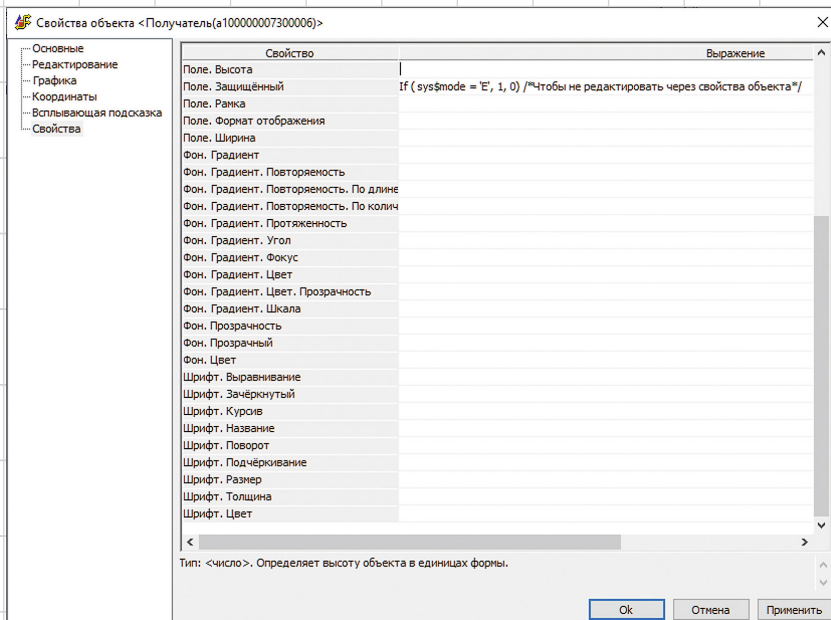 Свойства объекта <Получатель(a100000007300006)>
Основные
Редактирование
Графика
Координаты
Всплывающая подсказка
Свойства
Свойство Выражение
Поле. Высота
Поле. Защищённый If ( sys$mode = 'E', 1, 0) /*Чтобы не редактировать через свойства объекта*/
Поле. Рамка
Поле. Формат отображения
Поле. Ширина
Фон. Градиент
Фон. Градиент. Повторяемость
Фон. Градиент. Повторяемость. По длине
Фон. Градиент. Повторяемость. По колич
Фон. Градиент. Протяженность
Фон. Градиент. Угол
Фон. Градиент. Фокус
Фон. Градиент. Цвет
Фон. Градиент. Цвет. Прозрачность
Фон. Градиент. Шкала
Фон. Прозрачность
Фон. Прозрачный
Фон. Цвет
Шрифт. Выравнивание
Шрифт. Зачёркнутый
Шрифт. Курсив
Шрифт. Название
Шрифт. Поворот
Шрифт. Подчёркивание
Шрифт. Размер
Шрифт. Толщина
Шрифт. Цвет
Тип: <число>. Определяет высоту объекта в единицах формы.
Ok Отмена Применить